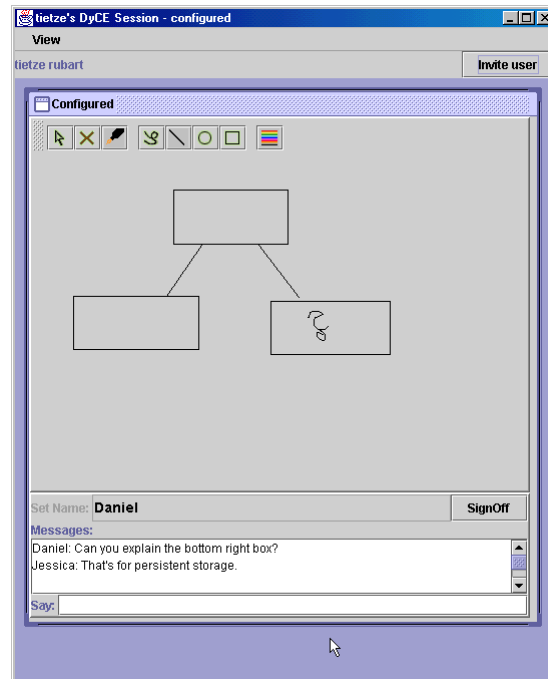 tietze's DyCE Session - configured
View
tietze rubart
Invite user
Configured
Set Name: Daniel
SignOff
Messages:
Daniel: Can you explain the bottom right box?
Jessica: That's for persistent storage.
Say: